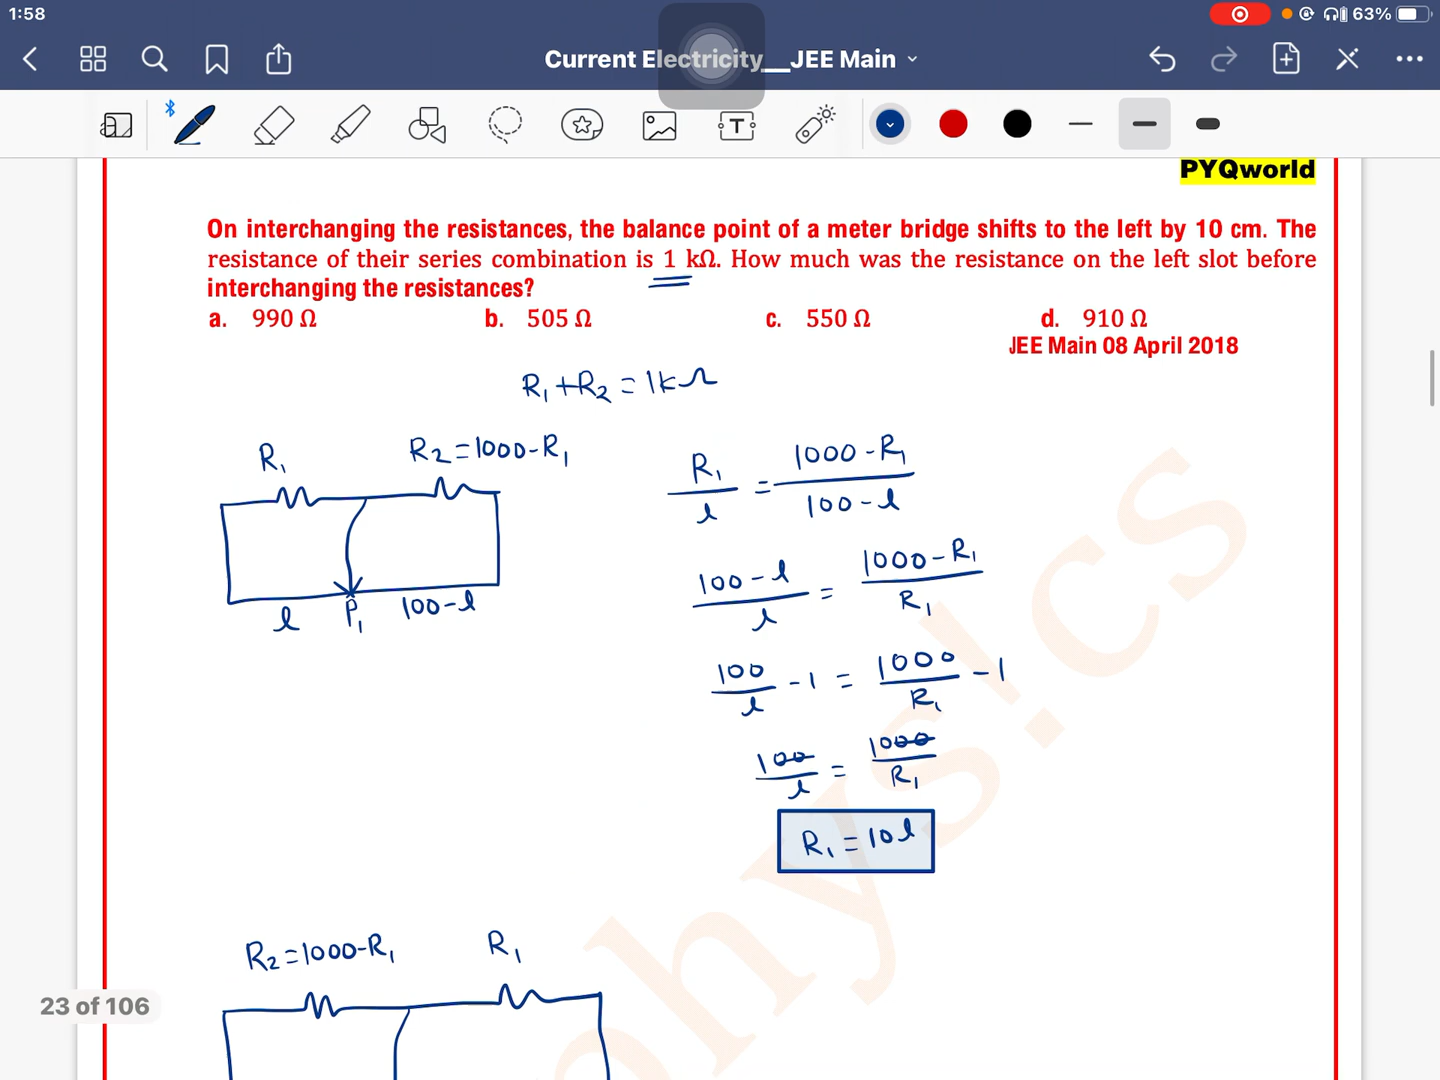 1:58
63%
Current Electricity__JEE Main
T
PYQworld
On interchanging the resistances, the balance point of a meter bridge shifts to the left by 10 cm. The
resistance of their series combination is 1 kΩ. How much was the resistance on the left slot before
interchanging the resistances?
a. 990 Ω b. 505 Ω c. 550 Ω d. 910 Ω
JEE Main 08 April 2018
R₁+R₂ = 1kΩ
R₁ R₂=1000-R₁
l P₁ 100-l
R₁/l = (1000-R₁)/(100-l)
(100-l)/l = (1000-R₁)/R₁
100/l - 1 = 1000/R₁ - 1
100/l = 1000/R₁
R₁ = 10l
R₂=1000-R₁ R₁
23 of 106
phys!cs